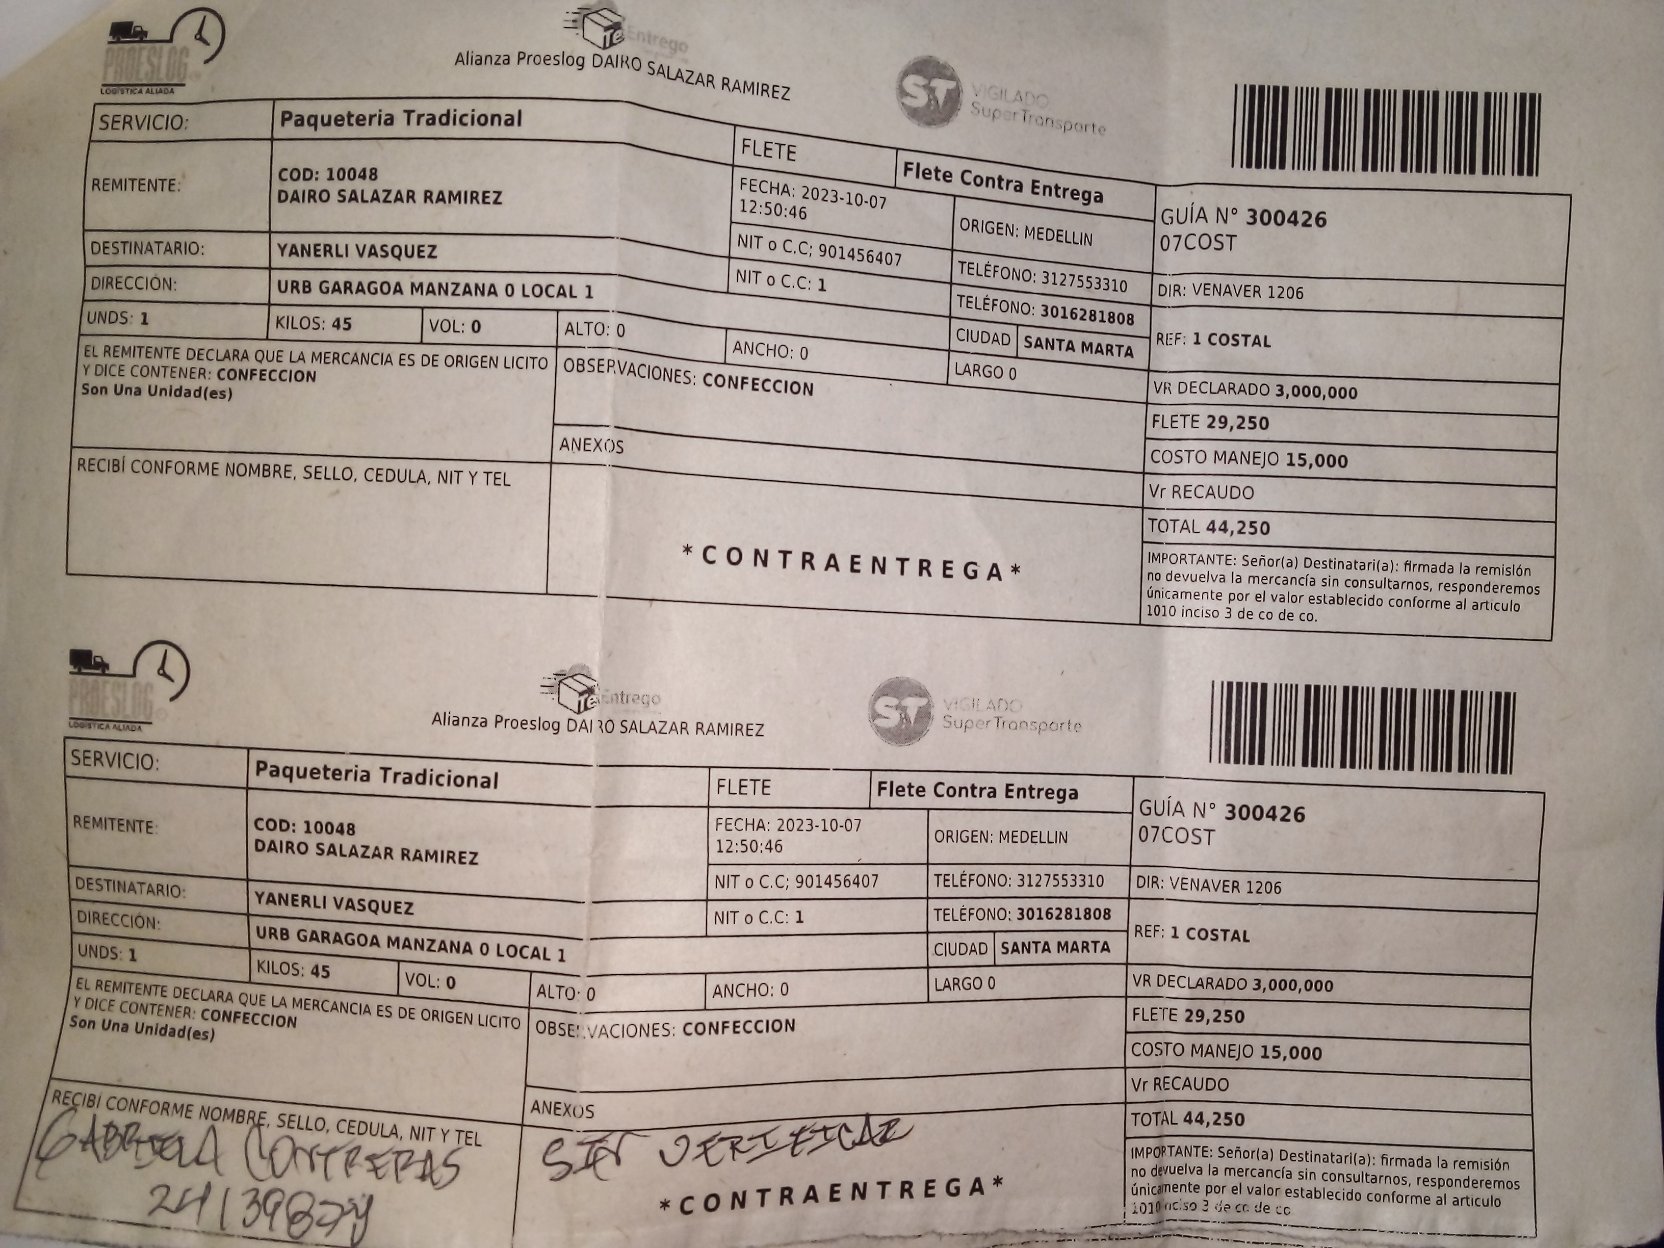 PROESLOG
LOGÍSTICA ALIADA
Te Entrego
Alianza Proeslog DAIRO SALAZAR RAMIREZ
ST VIGILADO
SuperTransporte
SERVICIO: Paqueteria Tradicional
FLETE Flete Contra Entrega
REMITENTE: COD: 10048
DAIRO SALAZAR RAMIREZ
FECHA: 2023-10-07
12:50:46
ORIGEN: MEDELLIN
GUÍA N° 300426
07COST
DESTINATARIO: YANERLI VASQUEZ
NIT o C.C; 901456407
TELÉFONO: 3127553310
DIR: VENAVER 1206
DIRECCIÓN: URB GARAGOA MANZANA 0 LOCAL 1
NIT o C.C: 1
TELÉFONO: 3016281808
UNDS: 1 KILOS: 45 VOL: 0 ALTO: 0 ANCHO: 0 LARGO 0
CIUDAD SANTA MARTA
REF: 1 COSTAL
EL REMITENTE DECLARA QUE LA MERCANCIA ES DE ORIGEN LICITO
Y DICE CONTENER: CONFECCION
Son Una Unidad(es)
OBSERVACIONES: CONFECCION
VR DECLARADO 3,000,000
FLETE 29,250
ANEXOS
COSTO MANEJO 15,000
RECIBÍ CONFORME NOMBRE, SELLO, CEDULA, NIT Y TEL
Vr RECAUDO
TOTAL 44,250
*CONTRAENTREGA*
IMPORTANTE: Señor(a) Destinatari(a): firmada la remisión
no devuelva la mercancía sin consultarnos, responderemos
únicamente por el valor establecido conforme al articulo
1010 inciso 3 de co de co.
PROESLOG
LOGÍSTICA ALIADA
Te Entrego
Alianza Proeslog DAIRO SALAZAR RAMIREZ
ST VIGILADO
SuperTransporte
SERVICIO: Paqueteria Tradicional
FLETE Flete Contra Entrega
REMITENTE: COD: 10048
DAIRO SALAZAR RAMIREZ
FECHA: 2023-10-07
12:50:46
ORIGEN: MEDELLIN
GUÍA N° 300426
07COST
DESTINATARIO: YANERLI VASQUEZ
NIT o C.C; 901456407
TELÉFONO: 3127553310
DIR: VENAVER 1206
DIRECCIÓN: URB GARAGOA MANZANA 0 LOCAL 1
NIT o C.C: 1
TELÉFONO: 3016281808
UNDS: 1 KILOS: 45 VOL: 0 ALTO: 0 ANCHO: 0 LARGO 0
CIUDAD SANTA MARTA
REF: 1 COSTAL
EL REMITENTE DECLARA QUE LA MERCANCIA ES DE ORIGEN LICITO
Y DICE CONTENER: CONFECCION
Son Una Unidad(es)
OBSERVACIONES: CONFECCION
VR DECLARADO 3,000,000
FLETE 29,250
COSTO MANEJO 15,000
Vr RECAUDO
ANEXOS
RECIBÍ CONFORME NOMBRE, SELLO, CEDULA, NIT Y TEL
TOTAL 44,250
GABRIELA CONTRERAS
SIN VERIFICAR
*CONTRAENTREGA*
IMPORTANTE: Señor(a) Destinatari(a): firmada la remisión
no devuelva la mercancía sin consultarnos, responderemos
únicamente por el valor establecido conforme al articulo
1010 inciso 3 de co de co